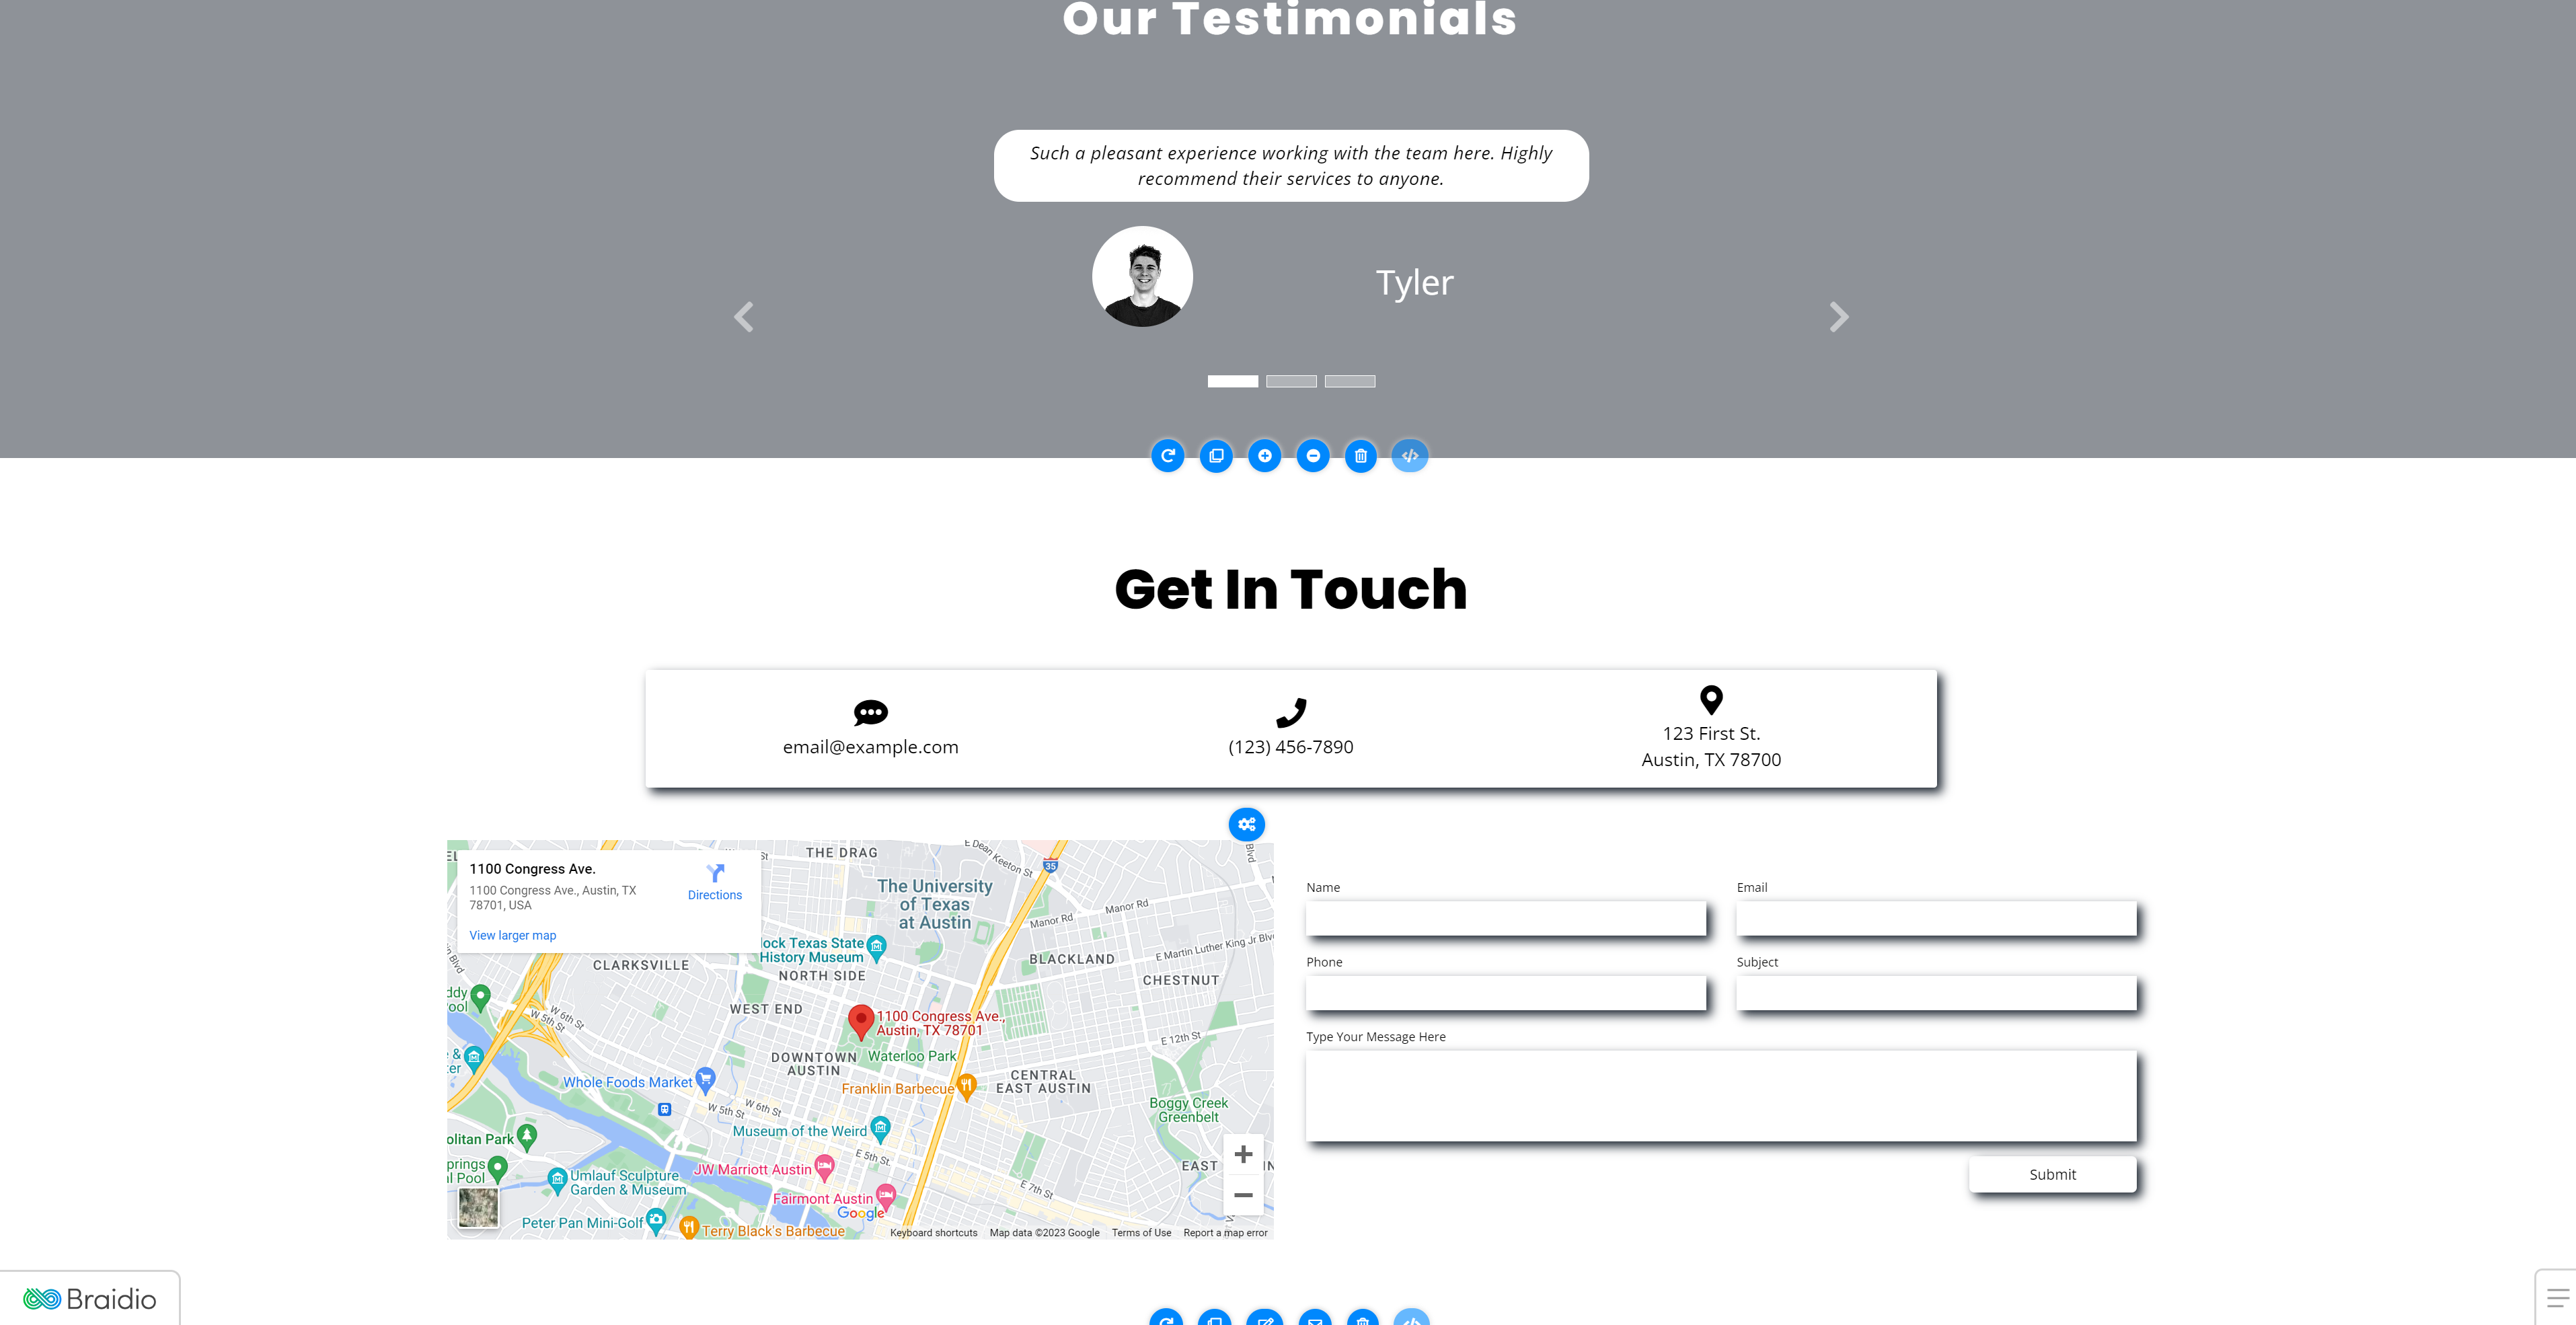 Our Testimonials
Such a pleasant experience working with the team here. Highly
recommend their services to anyone.
Tyler
Get In Touch
email@example.com
(123) 456-7890
123 First St.
Austin, TX 78700
1100 Congress Ave.
1100 Congress Ave., Austin, TX
78701, USA
Directions
View larger map
THE DRAG
E Dean Keeton St
35
The University
of Texas
at Austin
Manor Rd
Manor Rd
E Martin Luther King Jr Blv
ock Texas State
History Museum
CLARKSVILLE
NORTH SIDE
BLACKLAND
CHESTNUT
WEST END
1100 Congress Ave.,
Austin, TX 78701
W 6th St
W 5th St
E 12th St
DOWNTOWN
AUSTIN
Waterloo Park
Whole Foods Market
Franklin Barbecue
CENTRAL
EAST AUSTIN
W 6th St
W 5th St
Boggy Creek
Greenbelt
Museum of the Weird
olitan Park
E 5th St.
JW Marriott Austin
EAST
prings
l Pool
Umlauf Sculpture
Garden & Museum
Fairmont Austin
E 7th St
Google
Peter Pan Mini-Golf
Terry Black's Barbecue
Keyboard shortcuts
Map data ©2023 Google
Terms of Use
Report a map error
Name
Email
Phone
Subject
Type Your Message Here
Submit
Braidio